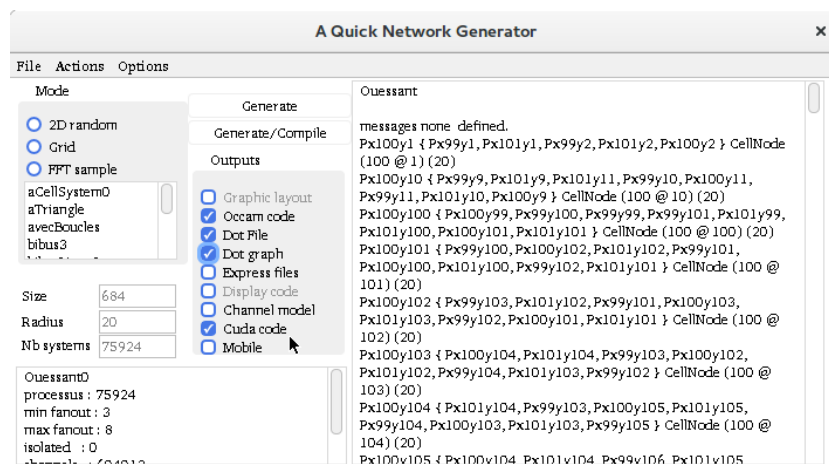 A Quick Network Generator
File Actions Options
Mode
2D random
Grid
FFT sample
aCellSystem0
aTriangle
avecBoucles
bibus3
Size 684
Radius 20
Nb systems 75924
Generate
Generate/Compile
Outputs
Graphic layout
Occam code
Dot File
Dot graph
Express files
Display code
Channel model
Cuda code
Mobile
Ouessant0
processus : 75924
min fanout : 3
max fanout : 8
isolated : 0
Ouessant
messages none defined.
Px100y1 { Px99y1, Px101y1, Px99y2, Px101y2, Px100y2 } CellNode
(100 @ 1) (20)
Px100y10 { Px99y9, Px101y9, Px101y11, Px99y10, Px100y11,
Px99y11, Px101y10, Px100y9 } CellNode (100 @ 10) (20)
Px100y100 { Px100y99, Px99y100, Px99y99, Px99y101, Px101y99,
Px101y100, Px100y101, Px101y101 } CellNode (100 @ 100) (20)
Px100y101 { Px99y100, Px100y102, Px101y102, Px99y101,
Px100y100, Px101y100, Px99y102, Px101y101 } CellNode (100 @
101) (20)
Px100y102 { Px99y103, Px101y102, Px99y101, Px100y103,
Px101y103, Px99y102, Px100y101, Px101y101 } CellNode (100 @
102) (20)
Px100y103 { Px100y104, Px101y104, Px99y103, Px100y102,
Px101y102, Px99y104, Px101y103, Px99y102 } CellNode (100 @
103) (20)
Px100y104 { Px101y104, Px99y103, Px100y105, Px101y105,
Px99y104, Px100y103, Px101y103, Px99y105 } CellNode (100 @
104) (20)
Px100y105 { Px100y104, Px101y104, Px99y106, Px101y105,